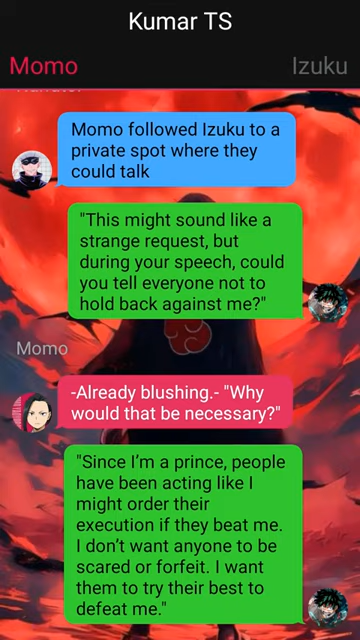 Kumar TS
Momo
Izuku
Momo followed Izuku to a
private spot where they
could talk
"This might sound like a
strange request, but
during your speech, could
you tell everyone not to
hold back against me?"
Momo
-Already blushing.- "Why
would that be necessary?"
"Since I'm a prince, people
have been acting like I
might order their
execution if they beat me.
I don't want anyone to be
scared or forfeit. I want
them to try their best to
defeat me."